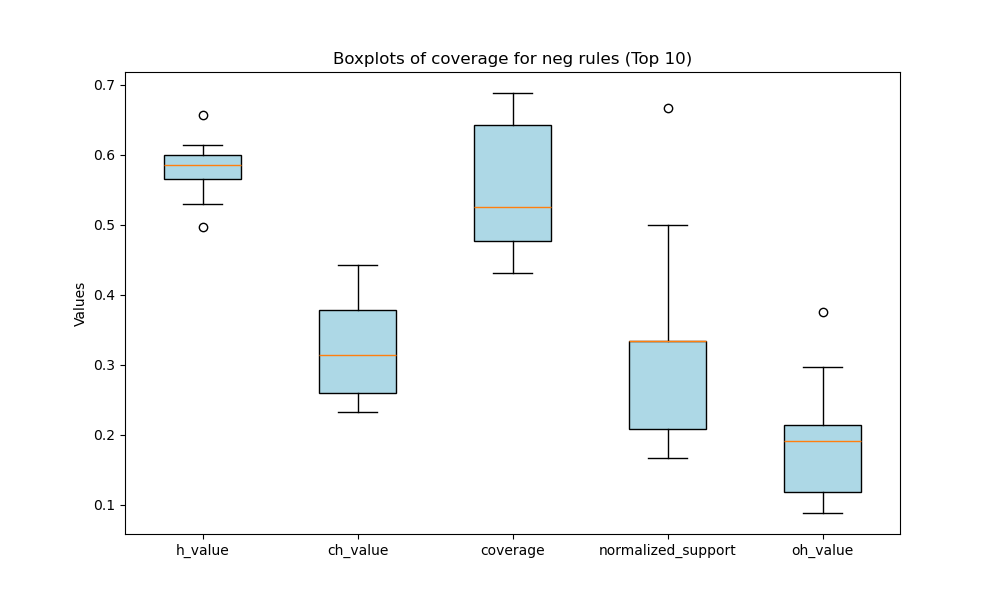 Boxplots of coverage for neg rules (Top 10)
Values
0.7
0.6
0.5
0.4
0.3
0.2
0.1
h_value ch_value coverage normalized_support oh_value